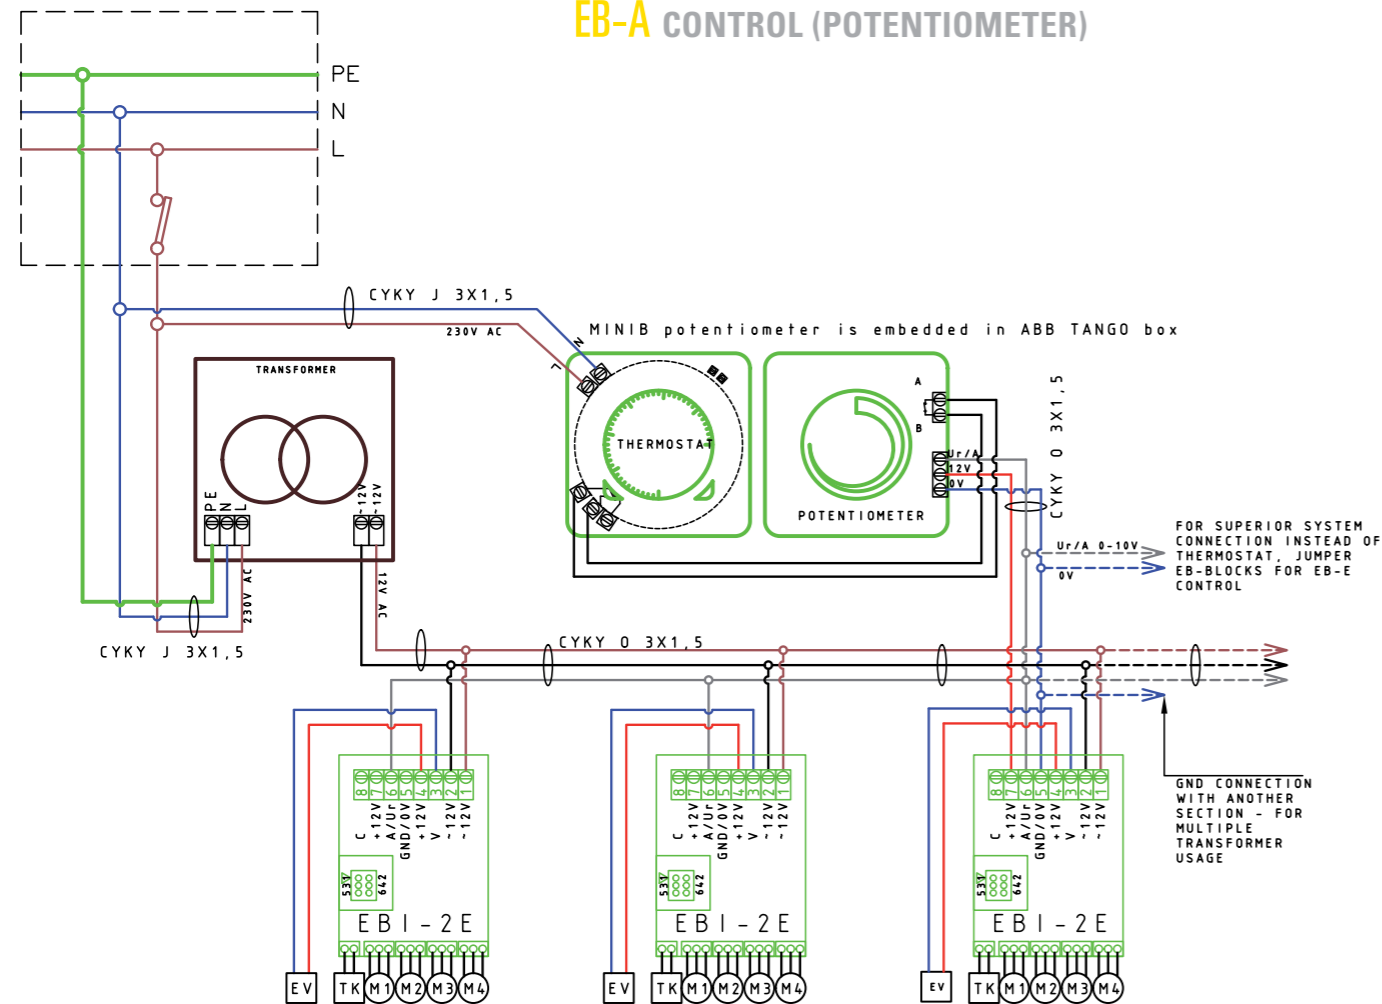 EB-A CONTROL (POTENTIOMETER)
PE
N
L
CYKY J 3X1,5
230V AC
N
L
MINIB potentiometer is embedded in ABB TANGO box
TRANSFORMER
PE
N
L
~12V
~12V
230V AC
12V AC
CYKY J 3X1,5
THERMOSTAT
POTENTIOMETER
A
B
Ur/A
12V
0V
CYKY O 3X1,5
Ur/A 0-10V
0V
FOR SUPERIOR SYSTEM
CONNECTION INSTEAD OF
THERMOSTAT, JUMPER
EB-BLOCKS FOR EB-E
CONTROL
CYKY O 3X1,5
GND CONNECTION
WITH ANOTHER
SECTION - FOR
MULTIPLE
TRANSFORMER
USAGE
8 7 6 5 4 3 2 1
C
+12V
A/Ur
GND/0V
+12V
V
~12V
~12V
531
642
EBI-2E
EV TK M1 M2 M3 M4
8 7 6 5 4 3 2 1
C
+12V
A/Ur
GND/0V
+12V
V
~12V
~12V
531
642
EBI-2E
EV TK M1 M2 M3 M4
8 7 6 5 4 3 2 1
C
+12V
A/Ur
GND/0V
+12V
V
~12V
~12V
531
642
EBI-2E
EV TK M1 M2 M3 M4